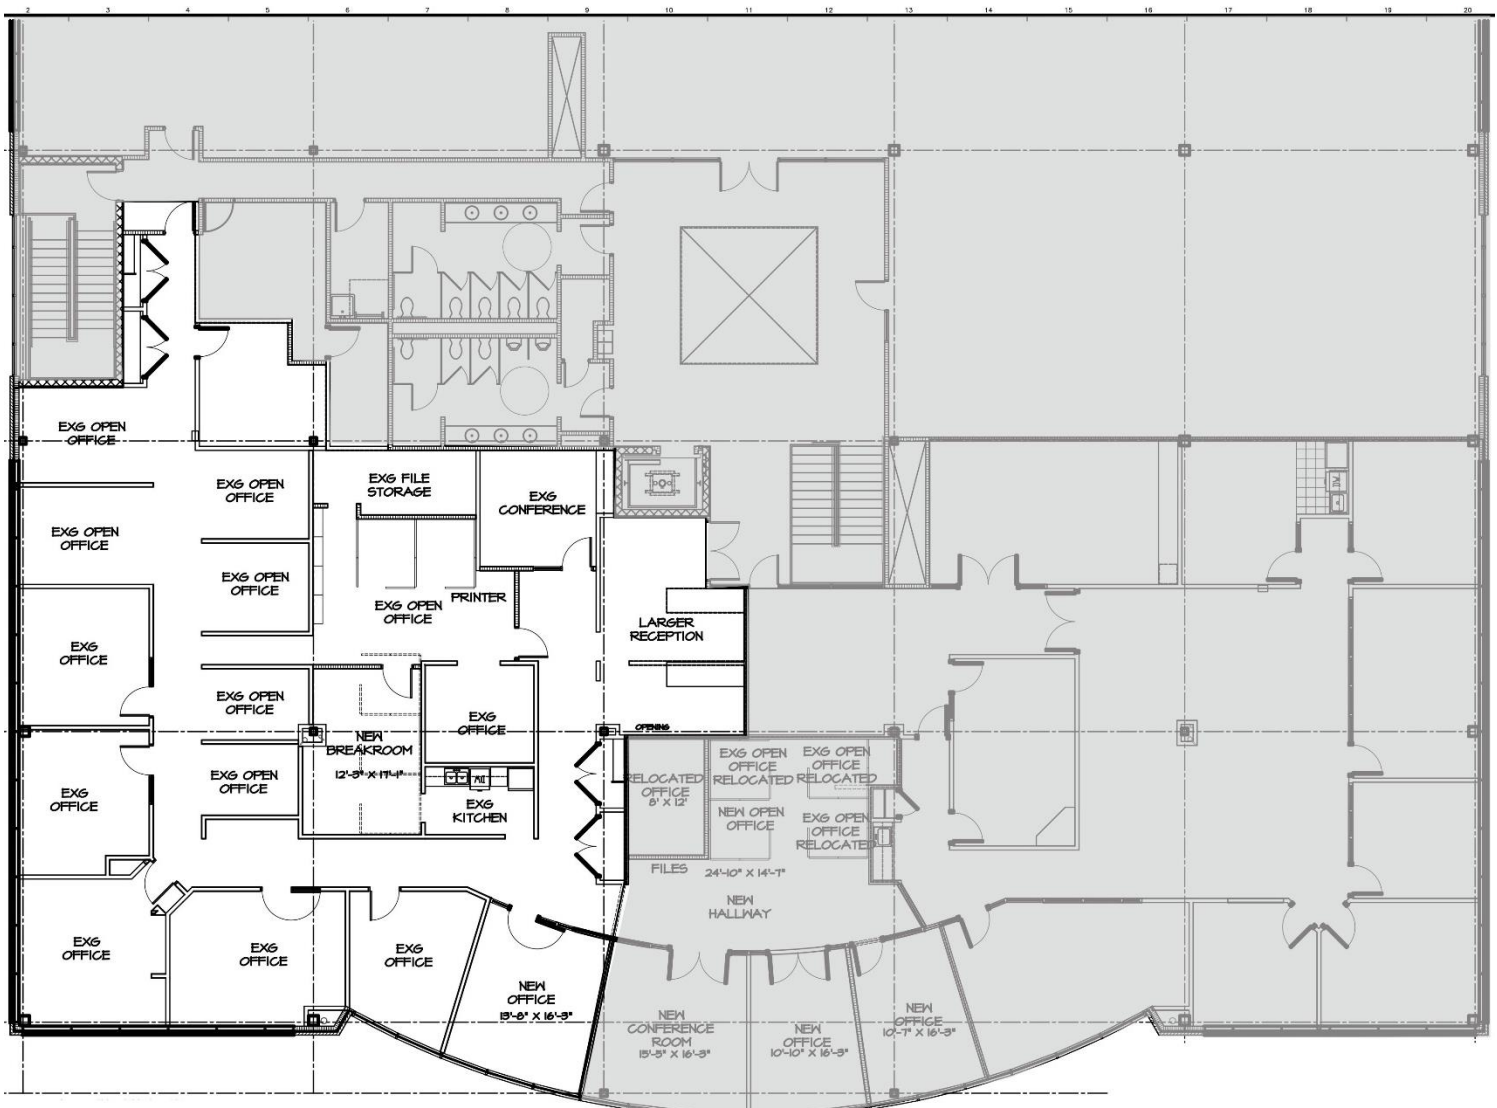 2 3 4 5 6 7 8 9 10 11 12 13 14 15 16 17 18 19 20
EXG OPEN
OFFICE
EXG OPEN
OFFICE
EXG FILE
STORAGE
EXG
CONFERENCE
EXG OPEN
OFFICE
EXG OPEN
OFFICE
PRINTER
EXG OPEN
OFFICE
LARGER
RECEPTION
EXG
OFFICE
EXG OPEN
OFFICE
EXG
OFFICE
OPENING
NEW
BREAKROOM
12'-3" X 17'-1"
EXG OPEN
OFFICE
EXG
OFFICE
EXG
KITCHEN
RELOCATED
OFFICE
8' X 12'
EXG OPEN
OFFICE
RELOCATED
EXG OPEN
OFFICE
RELOCATED
NEW OPEN
OFFICE
EXG OPEN
OFFICE
RELOCATED
FILES
24'-10" X 14'-7"
NEW
HALLWAY
EXG
OFFICE
EXG
OFFICE
EXG
OFFICE
NEW
OFFICE
13'-8" X 16'-3"
NEW
CONFERENCE
ROOM
15'-5" X 16'-3"
NEW
OFFICE
10'-10" X 16'-3"
NEW
OFFICE
10'-7" X 16'-3"